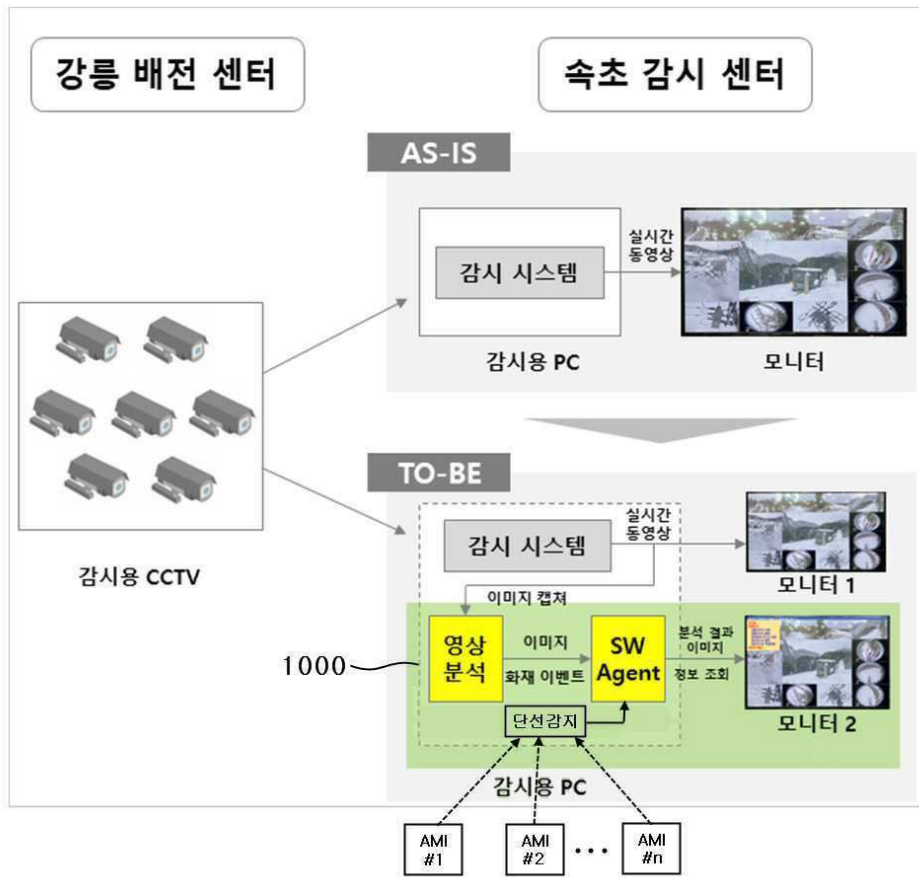 강릉 배전 센터
속초 감시 센터
AS-IS
감시 시스템
실시간
동영상
감시용 PC
모니터
감시용 CCTV
TO-BE
감시 시스템
실시간
동영상
모니터 1
이미지 캡쳐
1000
영상
분석
이미지
화재 이벤트
SW
Agent
분석 결과
이미지
정보 조회
모니터 2
단선감지
감시용 PC
AMI
#1
AMI
#2
• • •
AMI
#n